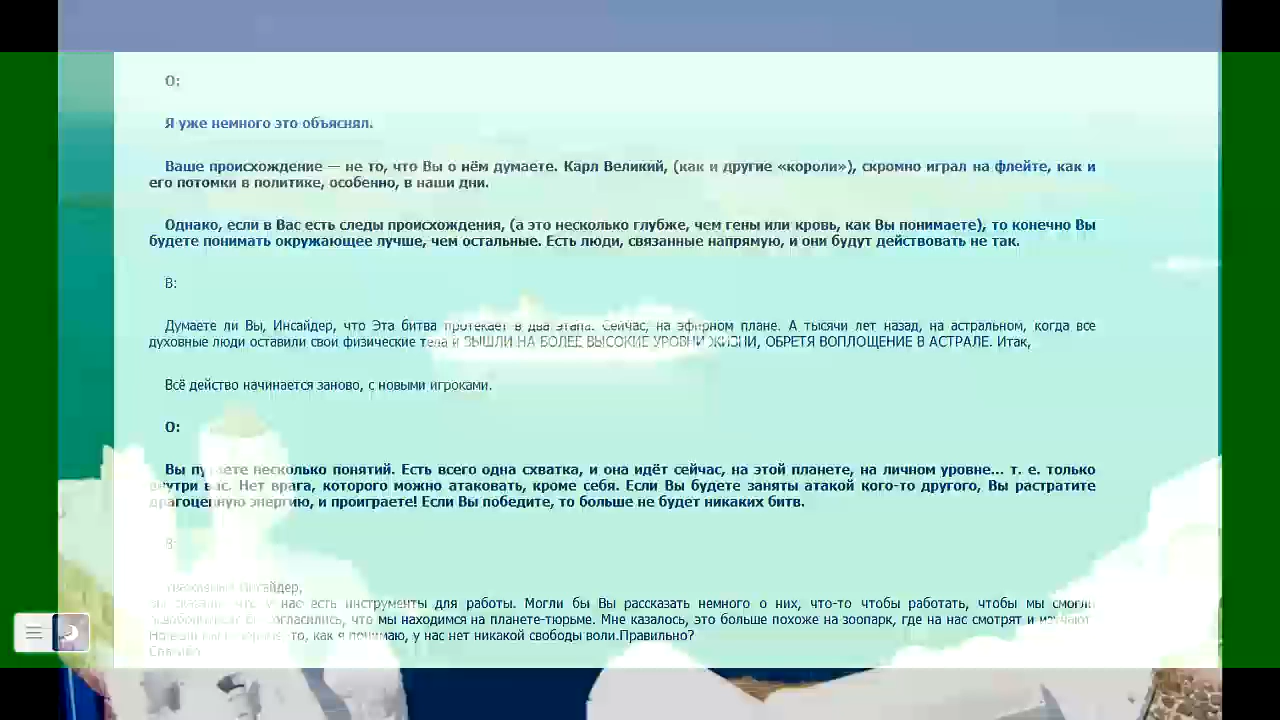 О:
Я уже немного это объяснял.
Ваше происхождение — не то, что Вы о нём думаете. Карл Великий, (как и другие «короли»), скромно играл на флейте, как и
его потомки в политике, особенно, в наши дни.
Однако, если в Вас есть следы происхождения, (а это несколько глубже, чем гены или кровь, как Вы понимаете), то конечно Вы
будете понимать окружающее лучше, чем остальные. Есть люди, связанные напрямую, и они будут действовать не так.
В:
Думаете ли Вы, Инсайдер, что Эта битва протекает в два этапа. Сейчас, на эфирном плане. А тысячи лет назад, на астральном, когда все
духовные люди оставили свои физические тела и ВЫШЛИ НА БОЛЕЕ ВЫСОКИЕ УРОВНИ ЖИЗНИ, ОБРЕТЯ ВОПЛОЩЕНИЕ В АСТРАЛЕ. Итак,
Всё действо начинается заново, с новыми игроками.
О:
Вы путаете несколько понятий. Есть всего одна схватка, и она идёт сейчас, на этой планете, на личном уровне... т. е. только
внутри вас. Нет врага, которого можно атаковать, кроме себя. Если Вы будете заняты атакой кого-то другого, Вы растратите
драгоценную энергию, и проиграете! Если Вы победите, то больше не будет никаких битв.
В:
Инсайдер,
у нас есть инструменты для работы. Могли бы Вы рассказать немного о них, что-то чтобы работать, чтобы мы смогли
согласились, что мы находимся на планете-тюрьме. Мне казалось, это больше похоже на зоопарк, где на нас смотрят и изучают.
то, как я понимаю, у нас нет никакой свободы воли.Правильно?
Спасибо